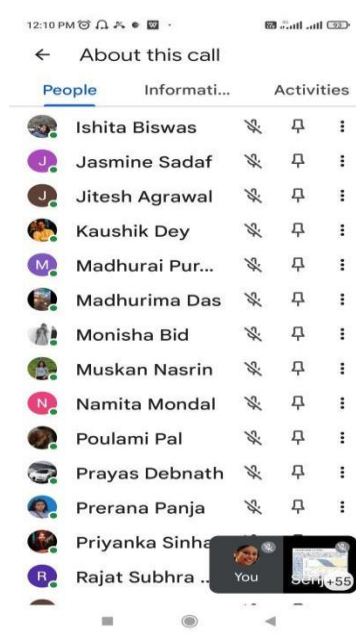 12:10 PM
93
About this call
People Informati... Activities
Ishita Biswas
J Jasmine Sadaf
J Jitesh Agrawal
Kaushik Dey
M Madhurai Pur...
Madhurima Das
Monisha Bid
Muskan Nasrin
N Namita Mondal
Poulami Pal
Prayas Debnath
Prerana Panja
Priyanka Sinha
R Rajat Subhra ..
You
+55